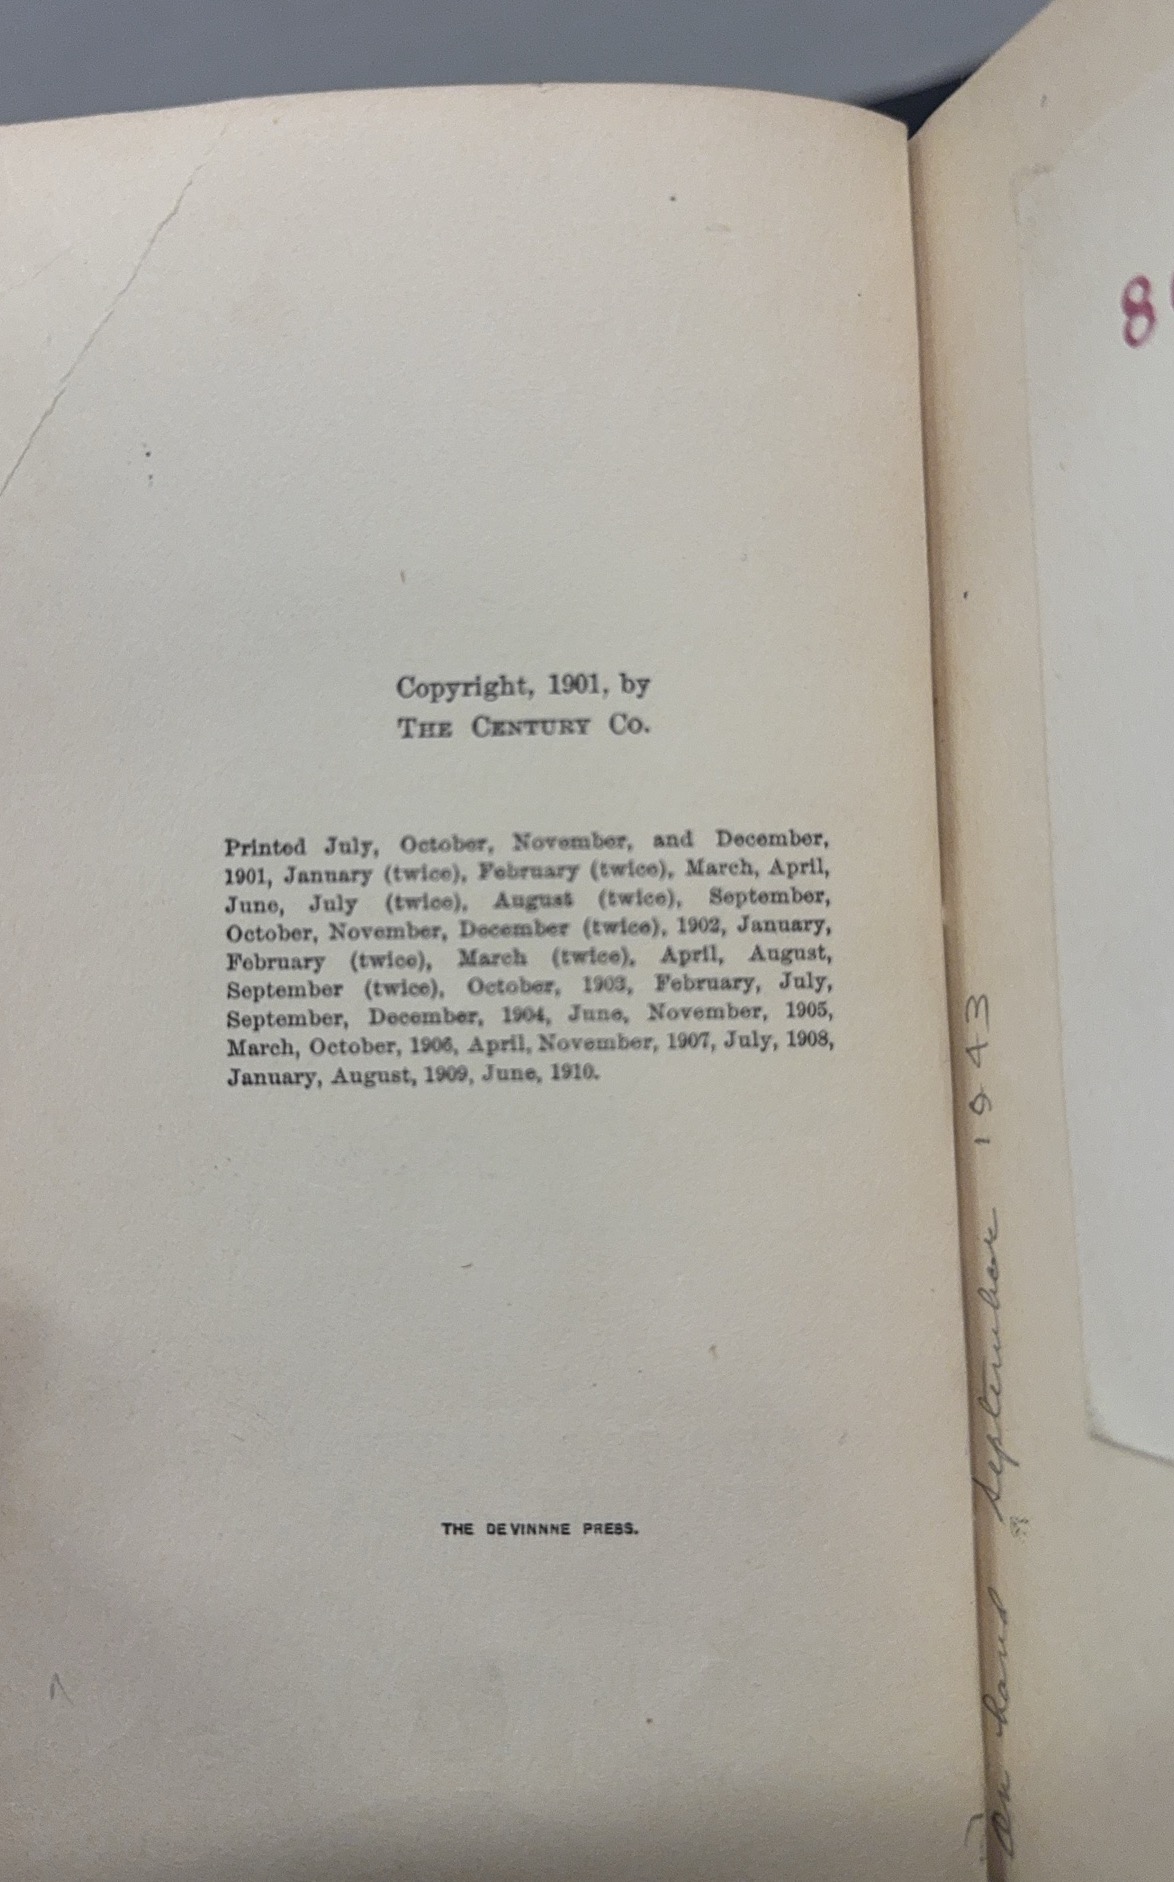 Copyright, 1901, by
THE CENTURY CO.
Printed July, October, November, and December,
1901, January (twice), February (twice), March, April,
June, July (twice), August (twice), September,
October, November, December (twice), 1902, January,
February (twice), March (twice), April, August,
September (twice), October, 1903, February, July,
September, December, 1904, June, November, 1905,
March, October, 1906, April, November, 1907, July, 1908,
January, August, 1909, June, 1910.
THE DEVINNNE PRESS.
8
On hand September 1943